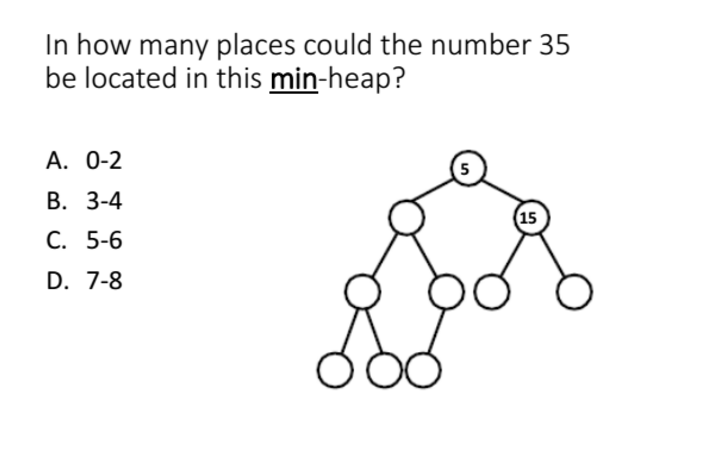 In how many places could the number 35
be located in this min-heap?
A. 0-2
B. 3-4
C. 5-6
D. 7-8
5
15